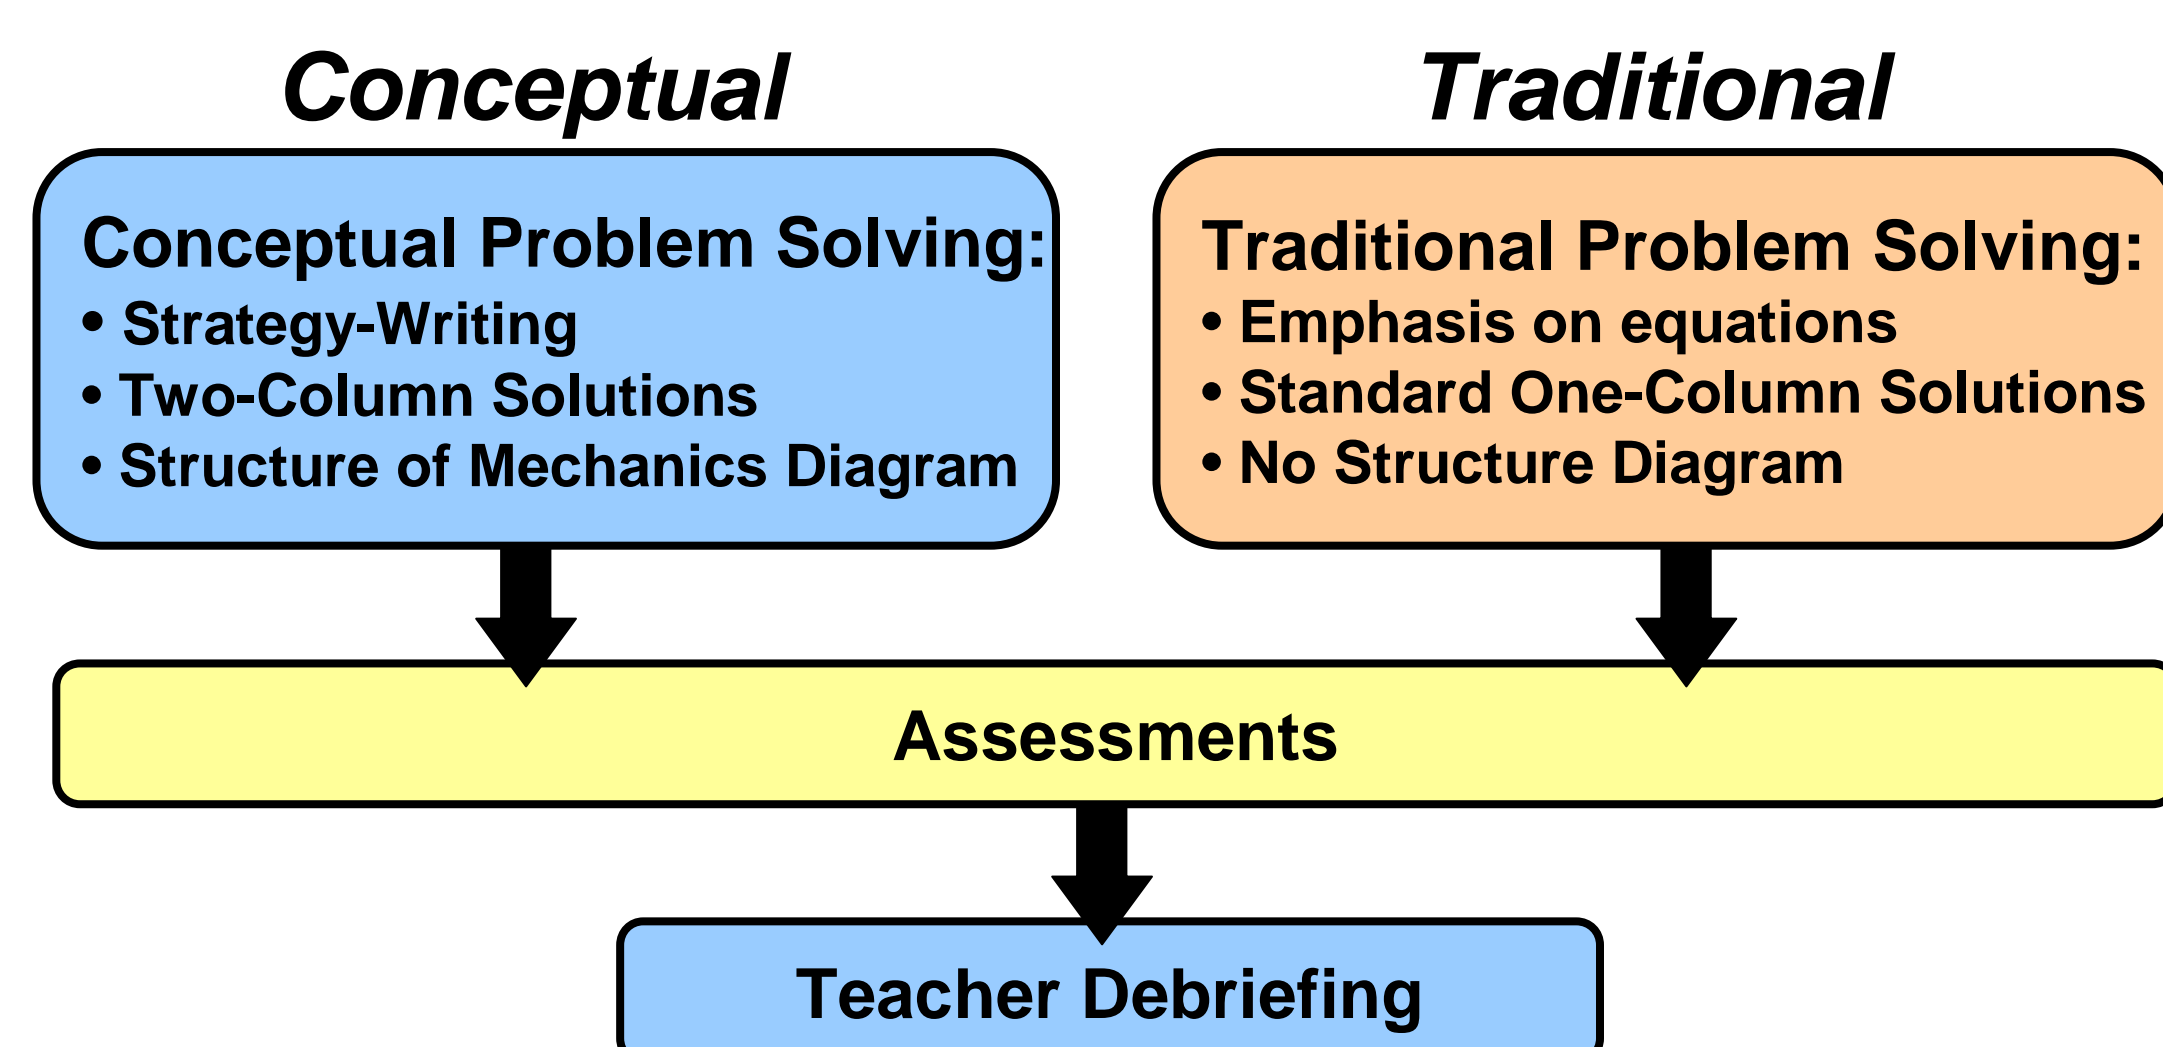 Conceptual
Traditional
Conceptual Problem Solving:
• Strategy-Writing
• Two-Column Solutions
• Structure of Mechanics Diagram
Traditional Problem Solving:
• Emphasis on equations
• Standard One-Column Solutions
• No Structure Diagram
Assessments
Teacher Debriefing